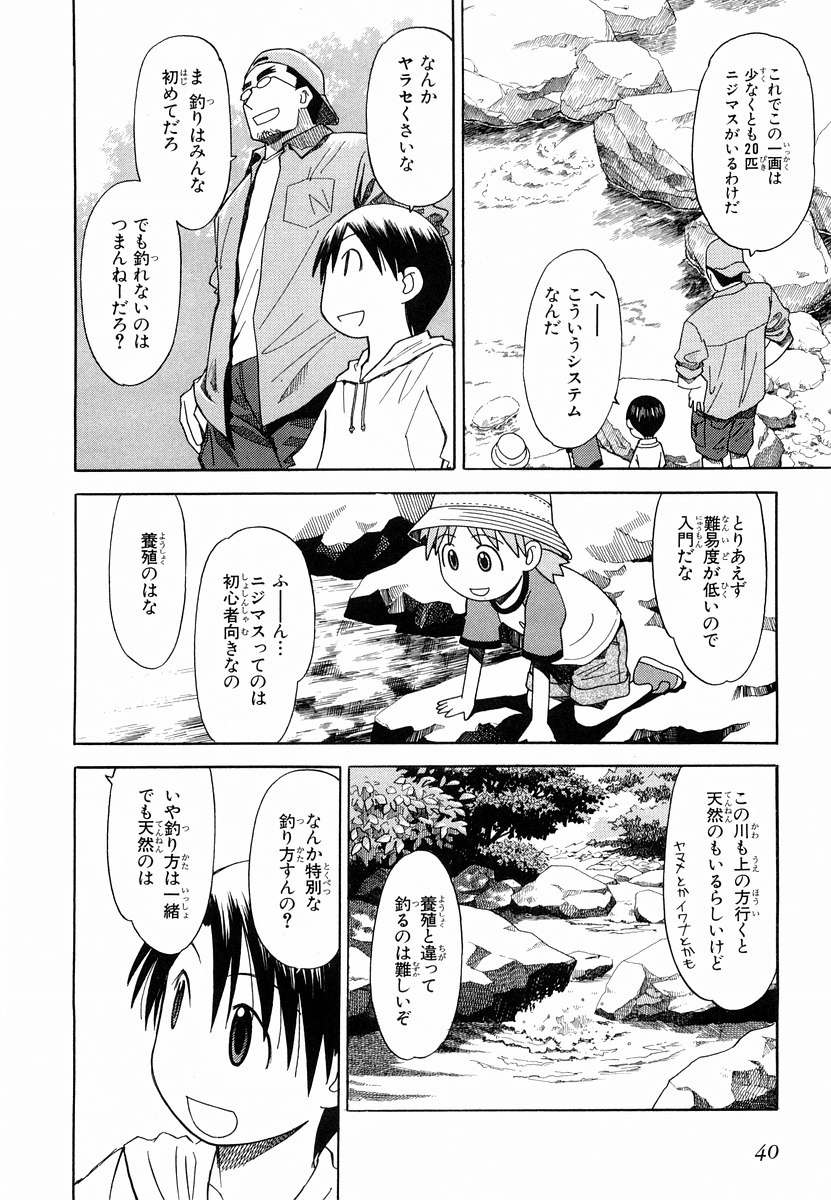 これでこの一画は
少なくとも20匹
ニジマスがいるわけだ
へー
こういうシステム
なんだ
なんか
ヤラセくさいな
ま 釣りはみんな
初めてだろ
でも釣れないのは
つまんねーだろ？
とりあえず
難易度が低いので
入門だな
ふーん…
ニジマスってのは
初心者向きなの
養殖のはな
この川も上の方行くと
天然のもいるらしいけど
ヤマメとかイワナとかも
養殖と違って
釣るのは難しいぞ
なんか特別な
釣り方すんの？
いや釣り方は一緒
でも天然のは
40